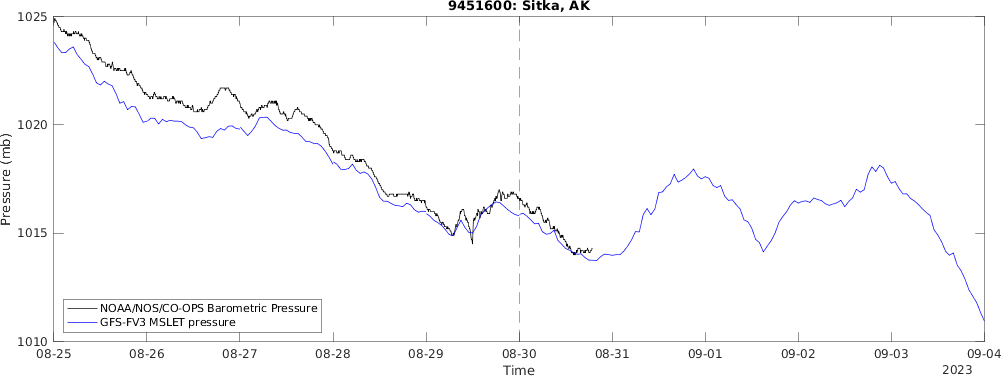 9451600: Sitka, AK
Pressure (mb)
1025
1020
1015
1010
NOAA/NOS/CO-OPS Barometric Pressure
GFS-FV3 MSLET pressure
08-25 08-26 08-27 08-28 08-29 08-30 08-31 09-01 09-02 09-03 09-04
Time
2023